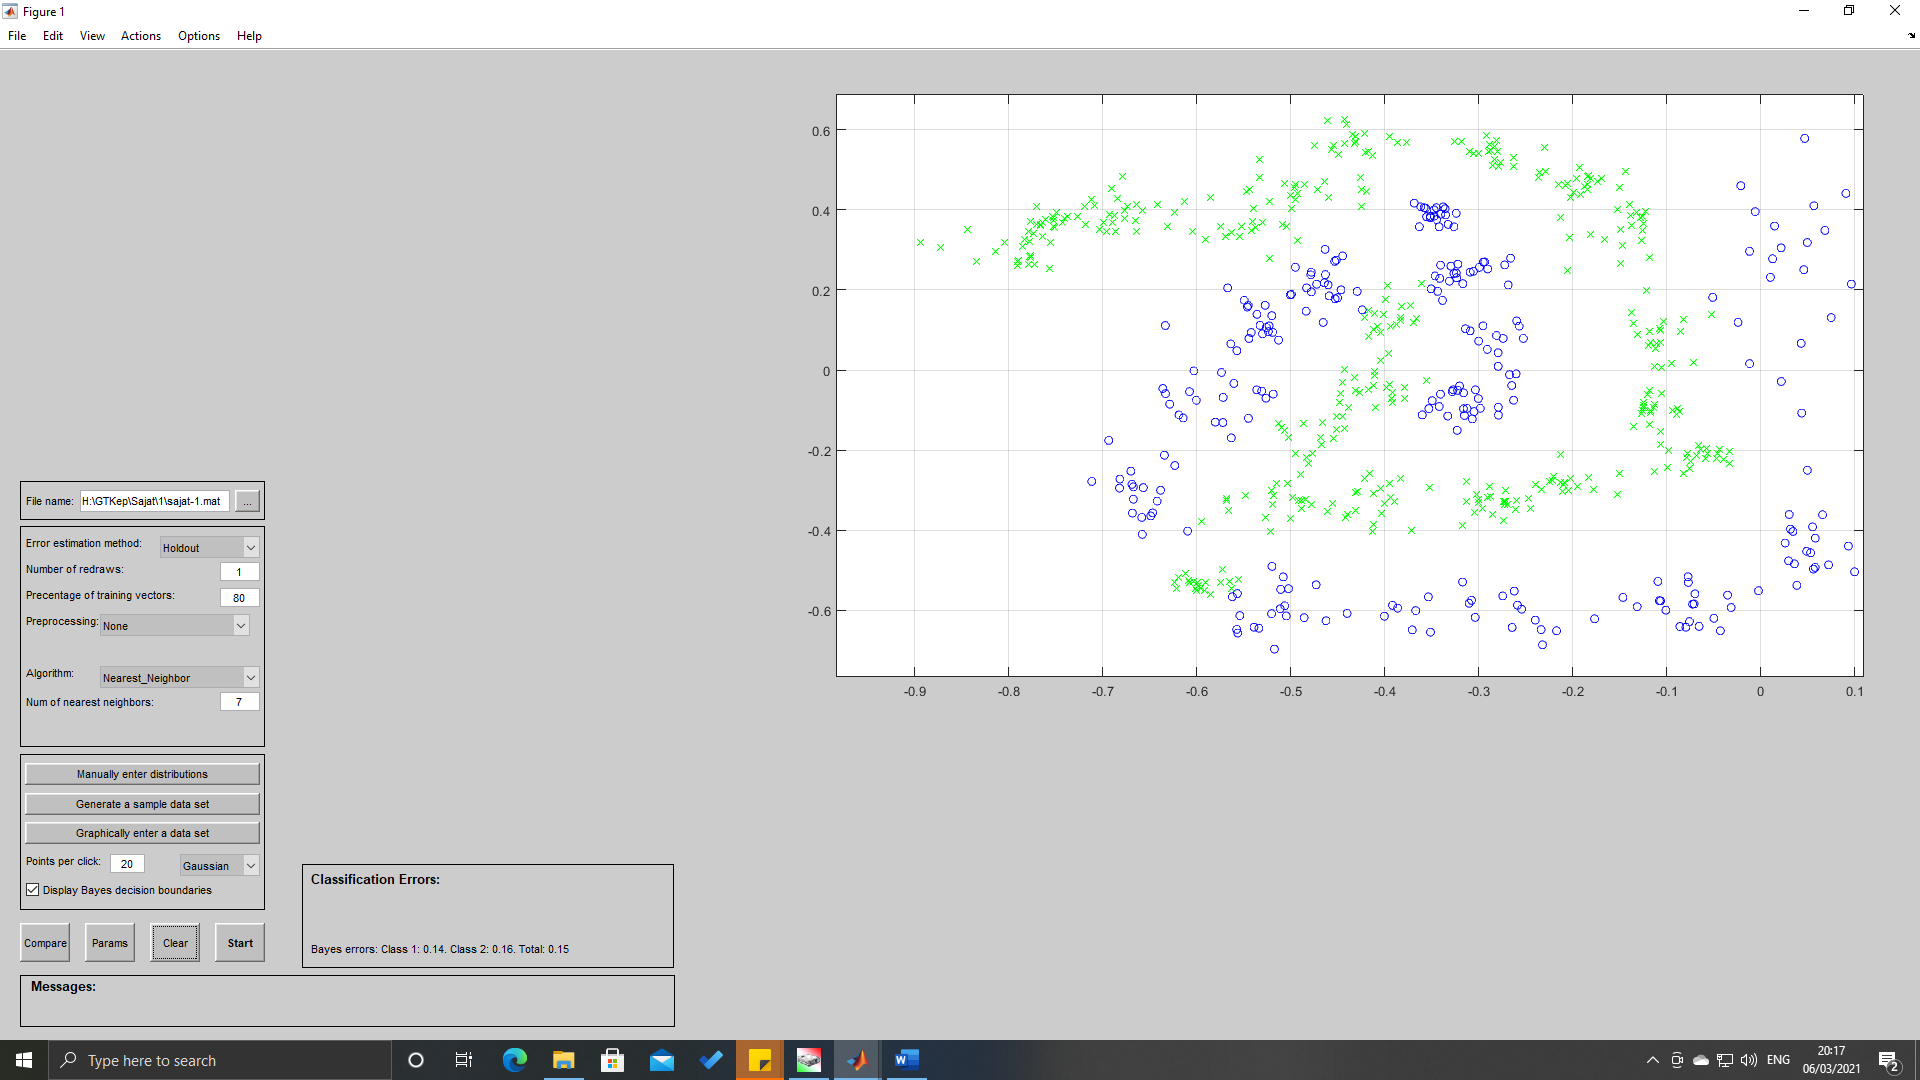 Figure 1
File Edit View Actions Options Help
0.6
0.4
0.2
0
-0.2
-0.4
-0.6
-0.9 -0.8 -0.7 -0.6 -0.5 -0.4 -0.3 -0.2 -0.1 0 0.1
File name: H:\GTKep\Sajat\1\sajat-1.mat ...
Error estimation method: Holdout
Number of redraws: 1
Precentage of training vectors: 80
Preprocessing: None
Algorithm: Nearest_Neighbor
Num of nearest neighbors: 7
Manually enter distributions
Generate a sample data set
Graphically enter a data set
Points per click: 20 Gaussian
Display Bayes decision boundaries
Compare Params Clear Start
Classification Errors:
Bayes errors: Class 1: 0.14. Class 2: 0.16. Total: 0.15
Messages:
Type here to search
ENG
20:17
06/03/2021
2